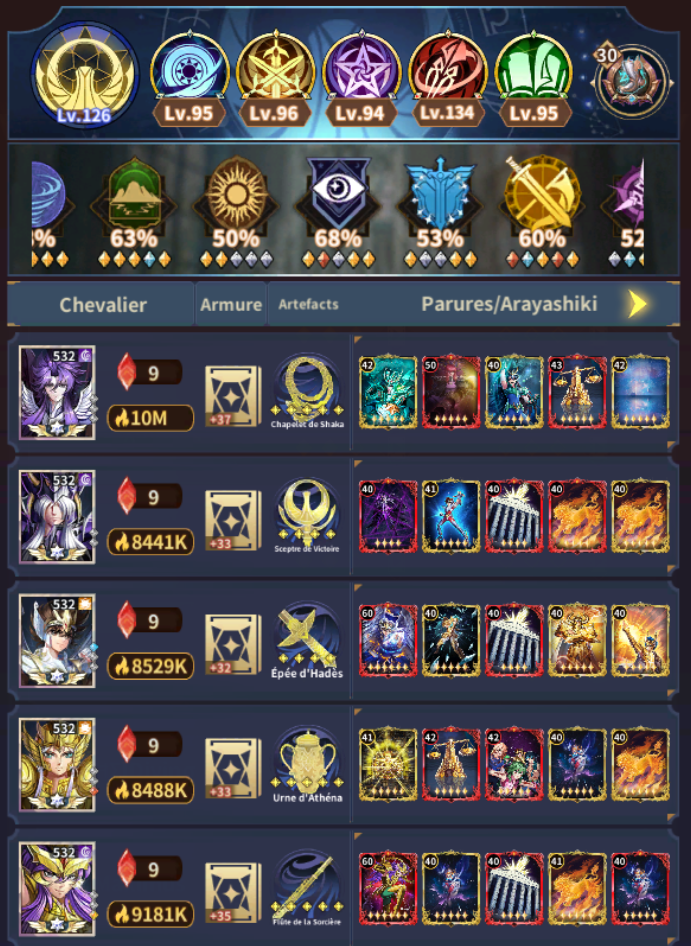 Lv.126
Lv.95
Lv.96
Lv.94
Lv.134
Lv.95
30
%
63%
50%
68%
53%
60%
52
Chevalier
Armure
Artefacts
Parures/Arayashiki
532
9
10M
+37
Chapelet de Shaka
42
50
40
43
42
532
9
8441K
+33
Sceptre de Victoire
40
41
40
40
40
532
9
8529K
+32
Épée d'Hadès
60
40
40
40
40
532
9
8488K
+33
Urne d'Athéna
41
42
42
40
40
532
9
9181K
+35
Flûte de la Sorcière
60
40
40
41
40